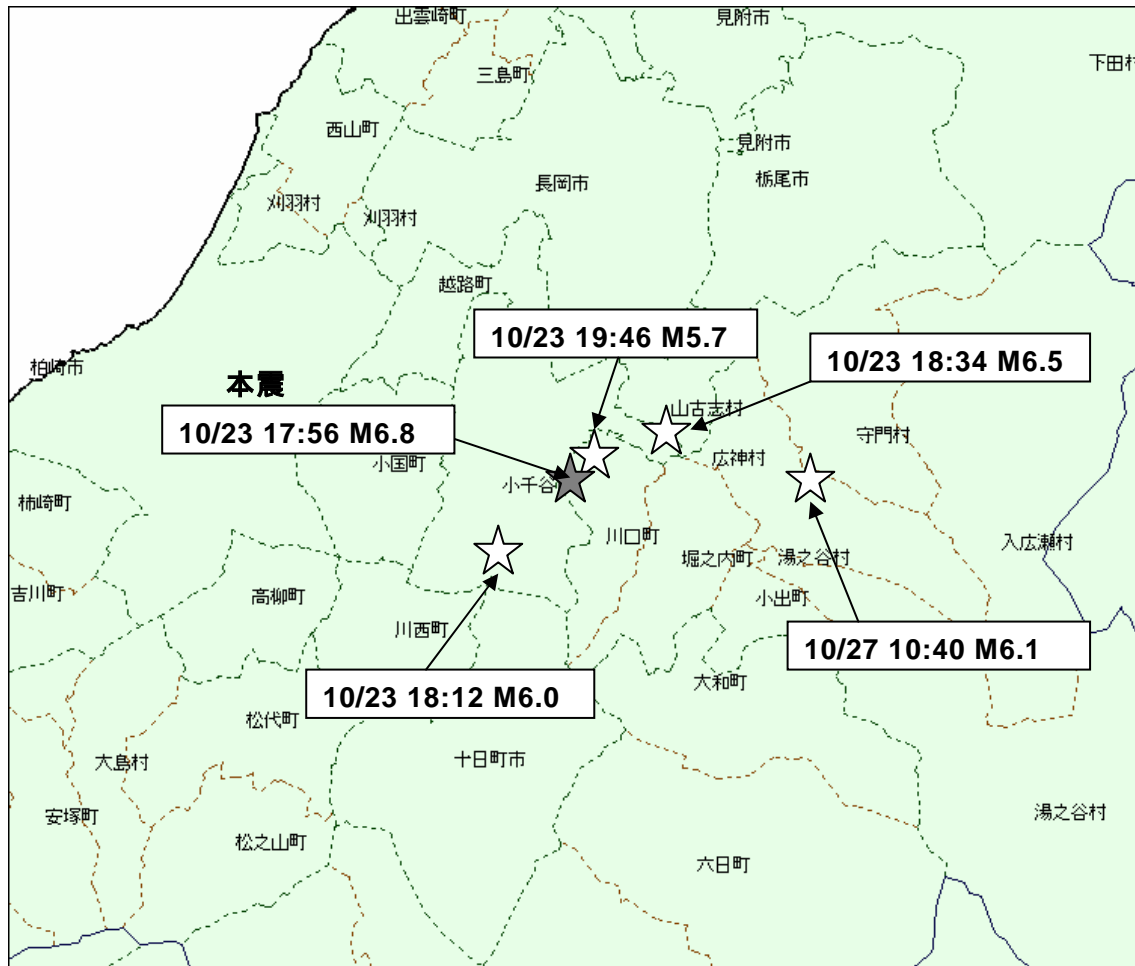 出雲崎町
見附市
三島町
下田村
西山町
見附市
長岡市
栃尾市
刈羽村
刈羽村
越路町
10/23 19:46 M5.7
10/23 18:34 M6.5
柏崎市
本震
山古志村
10/23 17:56 M6.8
守門村
小国町
広神村
小千谷
柿崎町
川口町
入広瀬村
堀之内町
湯之谷村
吉川町
高柳町
小出町
川西町
10/27 10:40 M6.1
大和町
10/23 18:12 M6.0
松代町
十日町市
大島村
安塚町
湯之谷村
松之山町
六日町